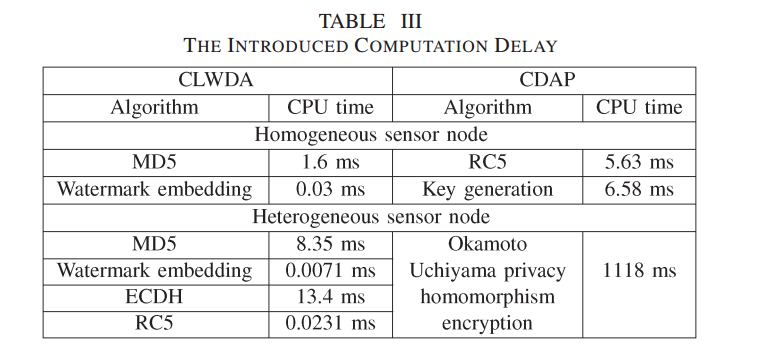 TABLE III
THE INTRODUCED COMPUTATION DELAY
CLWDA CDAP
Algorithm CPU time Algorithm CPU time
Homogeneous sensor node
MD5 1.6 ms RC5 5.63 ms
Watermark embedding 0.03 ms Key generation 6.58 ms
Heterogeneous sensor node
MD5 8.35 ms Okamoto
Watermark embedding 0.0071 ms Uchiyama privacy 1118 ms
ECDH 13.4 ms homomorphism
RC5 0.0231 ms encryption